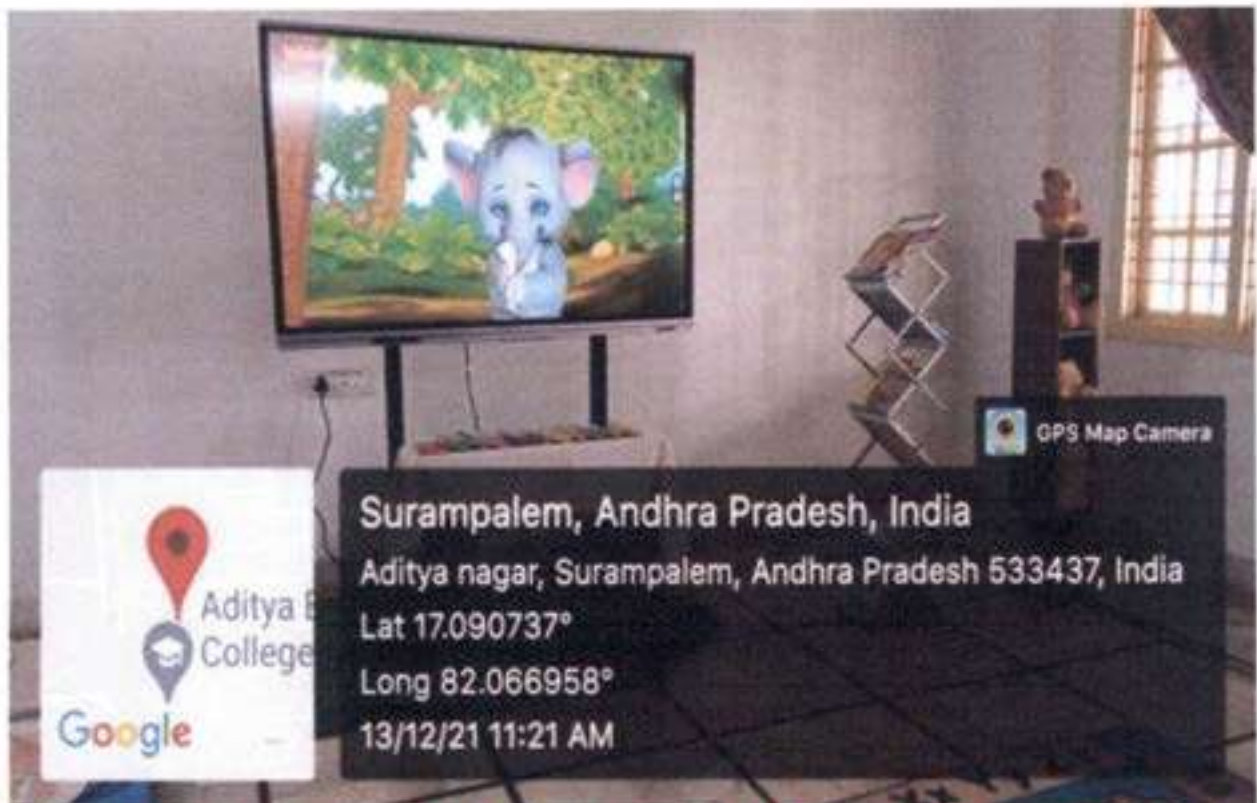 GPS Map Camera
Surampalem, Andhra Pradesh, India
Aditya nagar, Surampalem, Andhra Pradesh 533437, India
Lat 17.090737°
Long 82.066958°
13/12/21 11:21 AM
Aditya
College
Google